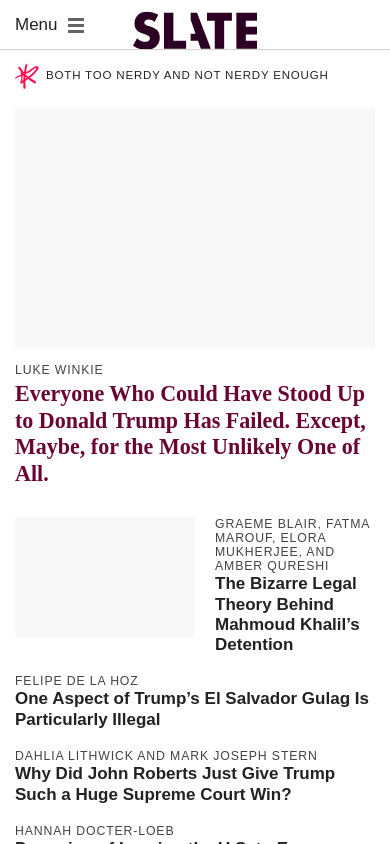 Menu
SLATE
BOTH TOO NERDY AND NOT NERDY ENOUGH
LUKE WINKIE
Everyone Who Could Have Stood Up
to Donald Trump Has Failed. Except,
Maybe, for the Most Unlikely One of
All.
GRAEME BLAIR, FATMA
MAROUF, ELORA
MUKHERJEE, AND
AMBER QURESHI
The Bizarre Legal
Theory Behind
Mahmoud Khalil’s
Detention
FELIPE DE LA HOZ
One Aspect of Trump’s El Salvador Gulag Is
Particularly Illegal
DAHLIA LITHWICK AND MARK JOSEPH STERN
Why Did John Roberts Just Give Trump
Such a Huge Supreme Court Win?
HANNAH DOCTER-LOEB